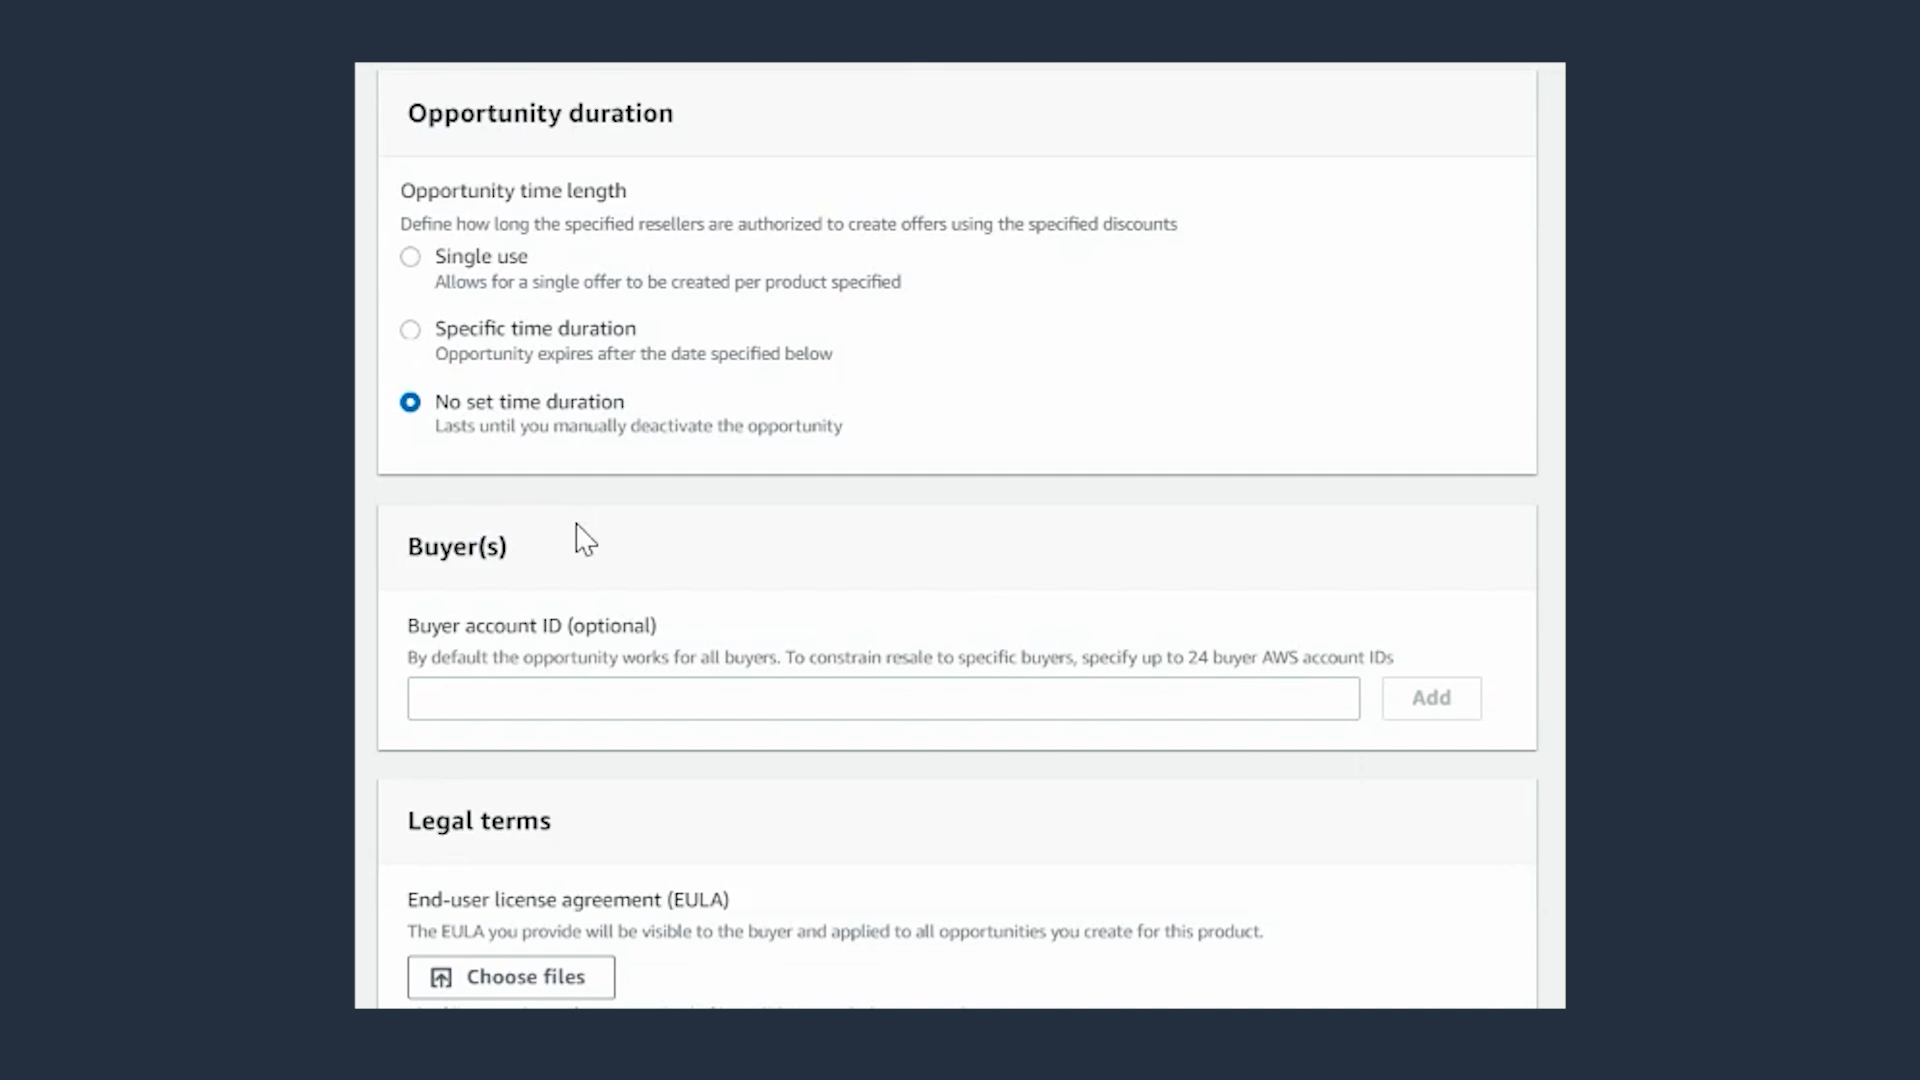 Opportunity duration
Opportunity time length
Define how long the specified resellers are authorized to create offers using the specified discounts
Single use
Allows for a single offer to be created per product specified
Specific time duration
Opportunity expires after the date specified below
No set time duration
Lasts until you manually deactivate the opportunity
Buyer(s)
Buyer account ID (optional)
By default the opportunity works for all buyers. To constrain resale to specific buyers, specify up to 24 buyer AWS account IDs
Add
Legal terms
End-user license agreement (EULA)
The EULA you provide will be visible to the buyer and applied to all opportunities you create for this product.
Choose files